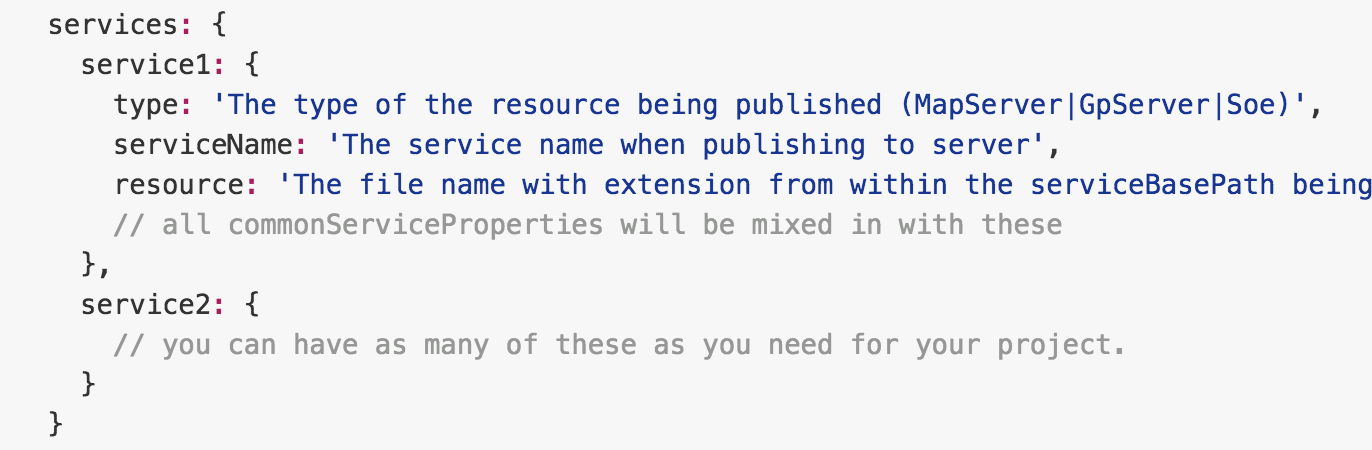 services: {
  service1: {
    type: 'The type of the resource being published (MapServer|GpServer|Soe)',
    serviceName: 'The service name when publishing to server',
    resource: 'The file name with extension from within the serviceBasePath being
    // all commonServiceProperties will be mixed in with these
  },
  service2: {
    // you can have as many of these as you need for your project.
  }
}